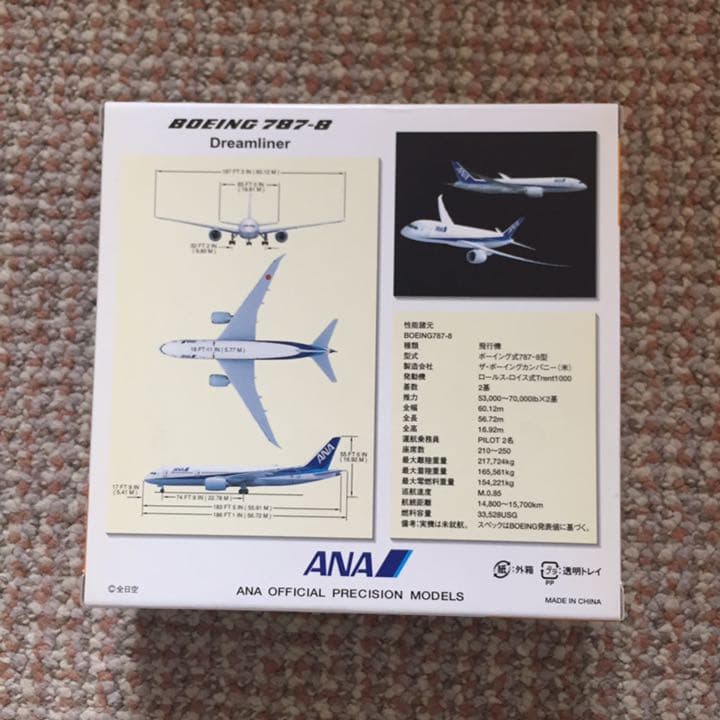 BOEING 787-8
Dreamliner
197 FT 3 IN ( 60.12 M )
65 FT 0 IN
( 19.81 M )
32 FT 2 IN
( 9.80 M )
18 FT 11 IN ( 5.77 M )
ANA
ANA
55 FT 6 IN
( 16.92 M )
17 FT 9 IN
( 5.41 M )
74 FT 9 IN ( 22.78 M )
183 FT 5 IN ( 55.91 M )
186 FT 1 IN ( 56.72 M )
性能諸元
BOEING787-8
種類 飛行機
型式 ボーイング式787-8型
製造会社 ザ・ボーイングカンパニー(米)
発動機 ロールス-ロイス式Trent1000
基数 2基
推力 53,000〜70,000lb×2基
全幅 60.12m
全長 56.72m
全高 16.92m
運航乗務員 PILOT 2名
座席数 210〜250
最大離陸重量 217,724kg
最大着陸重量 165,561kg
最大零燃料重量 154,221kg
巡航速度 M.0.85
航続距離 14,800〜15,700km
燃料容量 33,528USG
備考:実機は未就航。 スペックはBOEING発表値に基づく。
ANA
ANA OFFICIAL PRECISION MODELS
©全日空
紙:外箱 プラ:透明トレイ
PP
MADE IN CHINA